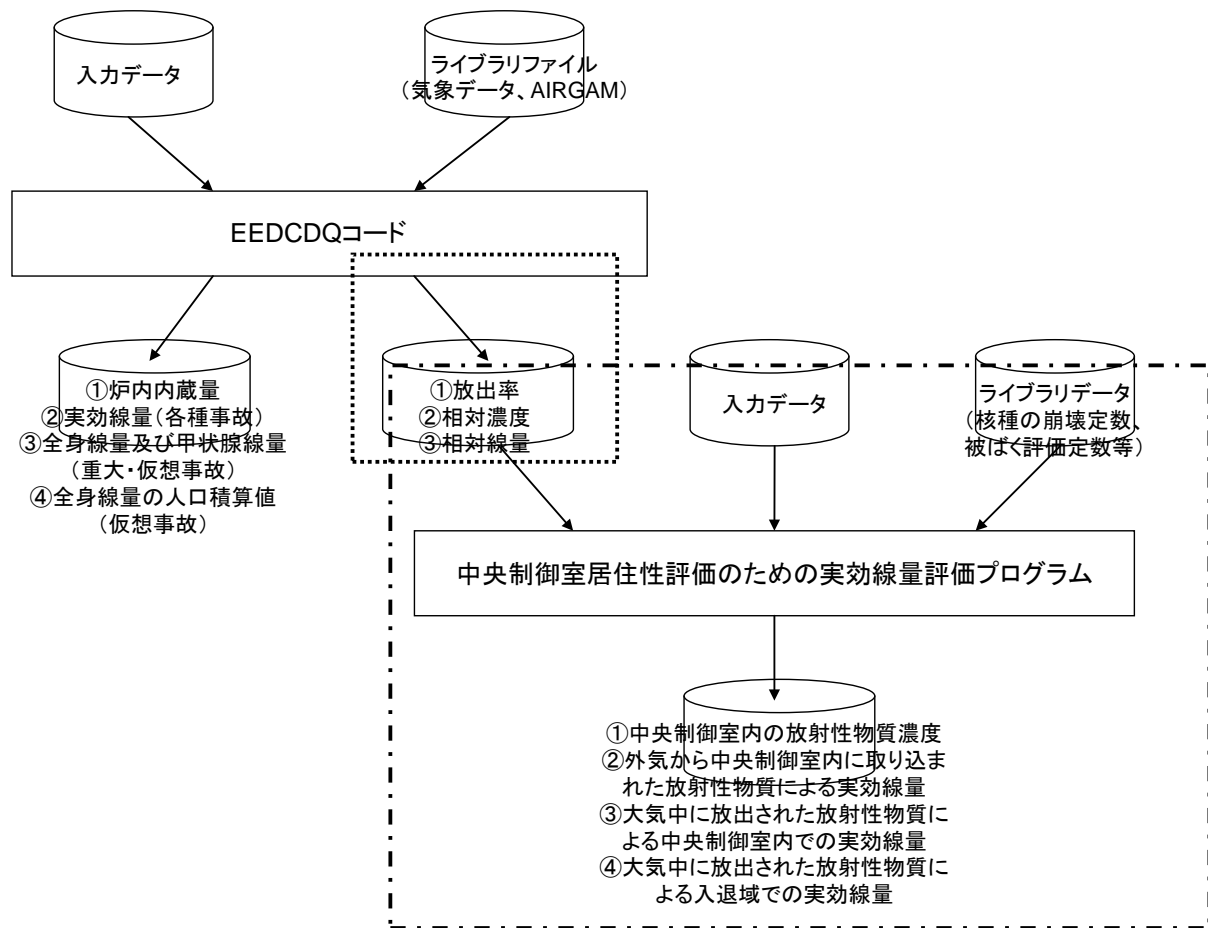 入力データ
ライブラリファイル
（気象データ、AIRGAM）
EEDCDQコード
①炉内内蔵量
②実効線量（各種事故）
③全身線量及び甲状腺線量
（重大・仮想事故）
④全身線量の人口積算値
（仮想事故）
①放出率
②相対濃度
③相対線量
入力データ
ライブラリデータ
（核種の崩壊定数、
被ばく評価定数等）
中央制御室居住性評価のための実効線量評価プログラム
①中央制御室内の放射性物質濃度
②外気から中央制御室内に取り込ま
れた放射性物質による実効線量
③大気中に放出された放射性物質に
よる中央制御室内での実効線量
④大気中に放出された放射性物質に
よる入退域での実効線量